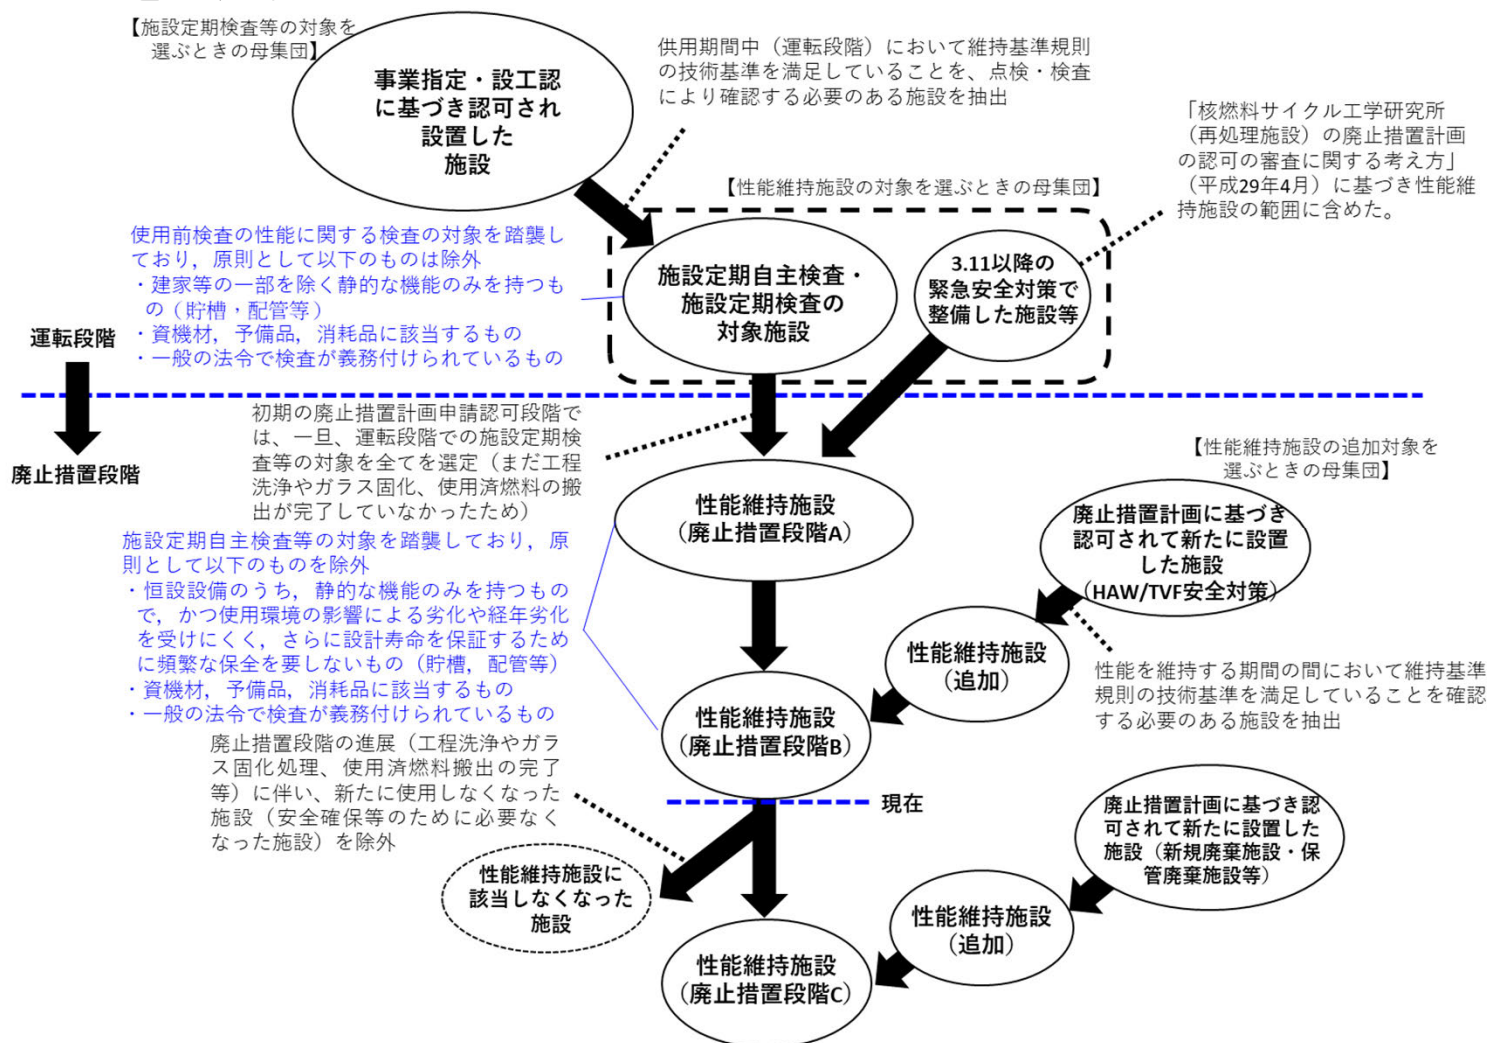 【施設定期検査等の対象を
選ぶときの母集団】
事業指定・設工認
に基づき認可され
設置した
施設
供用期間中（運転段階）において維持基準規則
の技術基準を満足していることを、点検・検査
により確認する必要のある施設を抽出
「核燃料サイクル工学研究所
（再処理施設）の廃止措置計画
の認可の審査に関する考え方」
（平成29年4月）に基づき性能維
持施設の範囲に含めた。
【性能維持施設の対象を選ぶときの母集団】
使用前検査の性能に関する検査の対象を踏襲し
ており，原則として以下のものは除外
・建家等の一部を除く静的な機能のみを持つも
の（貯槽，配管等）
・資機材，予備品，消耗品に該当するもの
・一般の法令で検査が義務付けられているもの
施設定期自主検査・
施設定期検査の
対象施設
3.11以降の
緊急安全対策で
整備した施設等
運転段階
廃止措置段階
初期の廃止措置計画申請認可段階で
は、一旦、運転段階での施設定期検
査等の対象を全てを選定（まだ工程
洗浄やガラス固化、使用済燃料の搬
出が完了していなかったため）
【性能維持施設の追加対象を
選ぶときの母集団】
性能維持施設
（廃止措置段階A）
廃止措置計画に基づき
認可されて新たに設置
した施設
（HAW/TVF安全対策）
施設定期自主検査等の対象を踏襲しており，原
則として以下のものを除外
・恒設設備のうち，静的な機能のみを持つもの
で，かつ使用環境の影響による劣化や経年劣化
を受けにくく，さらに設計寿命を保証するため
に頻繁な保全を要しないもの（貯槽，配管等）
・資機材，予備品，消耗品に該当するもの
・一般の法令で検査が義務付けられているもの
性能維持施設
（追加）
性能を維持する期間の間において維持基準
規則の技術基準を満足していることを確認
する必要のある施設を抽出
性能維持施設
（廃止措置段階B）
廃止措置段階の進展（工程洗浄やガラ
ス固化処理、使用済燃料搬出の完了
等）に伴い、新たに使用しなくなった
施設（安全確保等のために必要なく
なった施設）を除外
現在
廃止措置計画に基づき認
可されて新たに設置した
施設（新規廃棄施設・保
管廃棄施設等）
性能維持施設に
該当しなくなった
施設
性能維持施設
（追加）
性能維持施設
（廃止措置段階C）